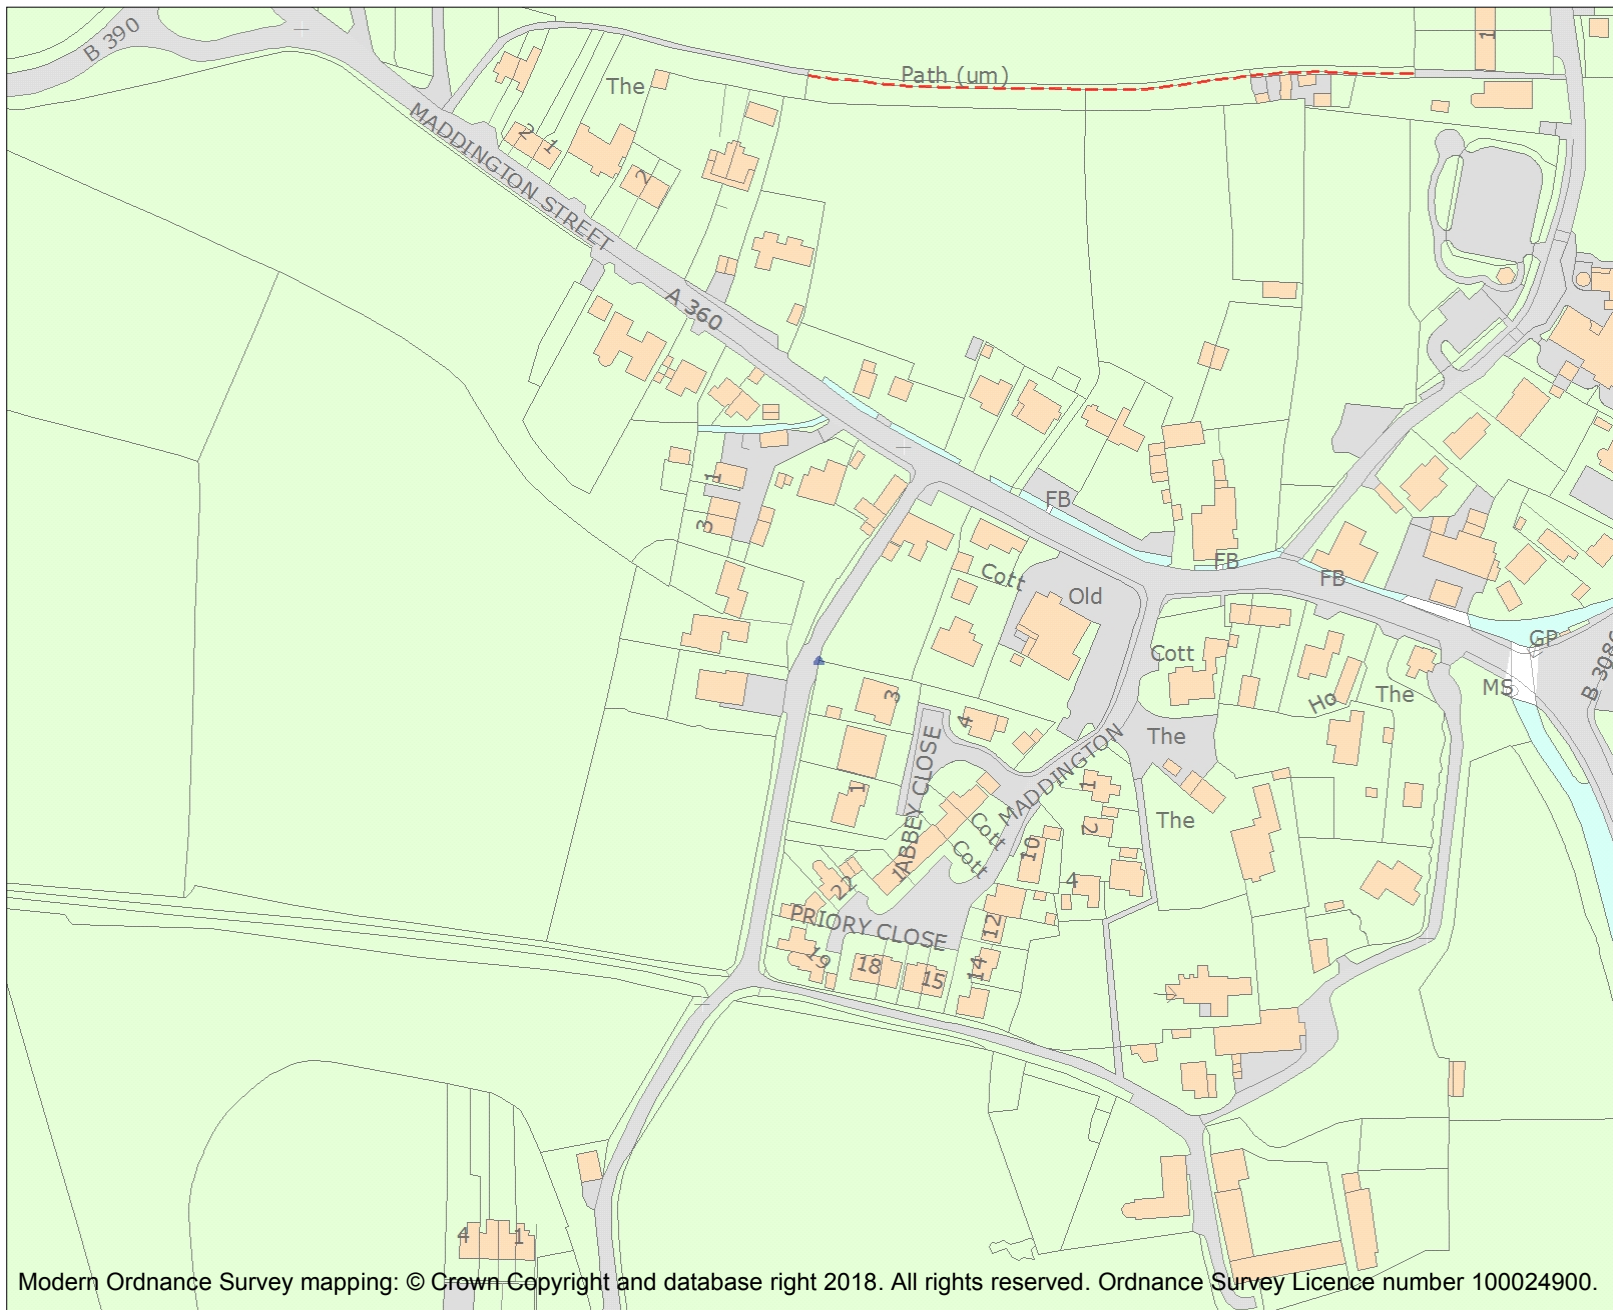 B 390
1
Path (um)
The
MADDINGTON STREET
2
1
2
A 360
FB
1
3
FB
FB
Cott
Old
GP
Cott
B 308
MS
Ho
The
3
4
The
ABBEY CLOSE
MADDINGTON
1
1
The
Cott
2
10
Cott
1
4
22
PRIORY CLOSE
12
19
18
15
14
4
1
Modern Ordnance Survey mapping: © Crown Copyright and database right 2018. All rights reserved. Ordnance Survey Licence number 100024900.